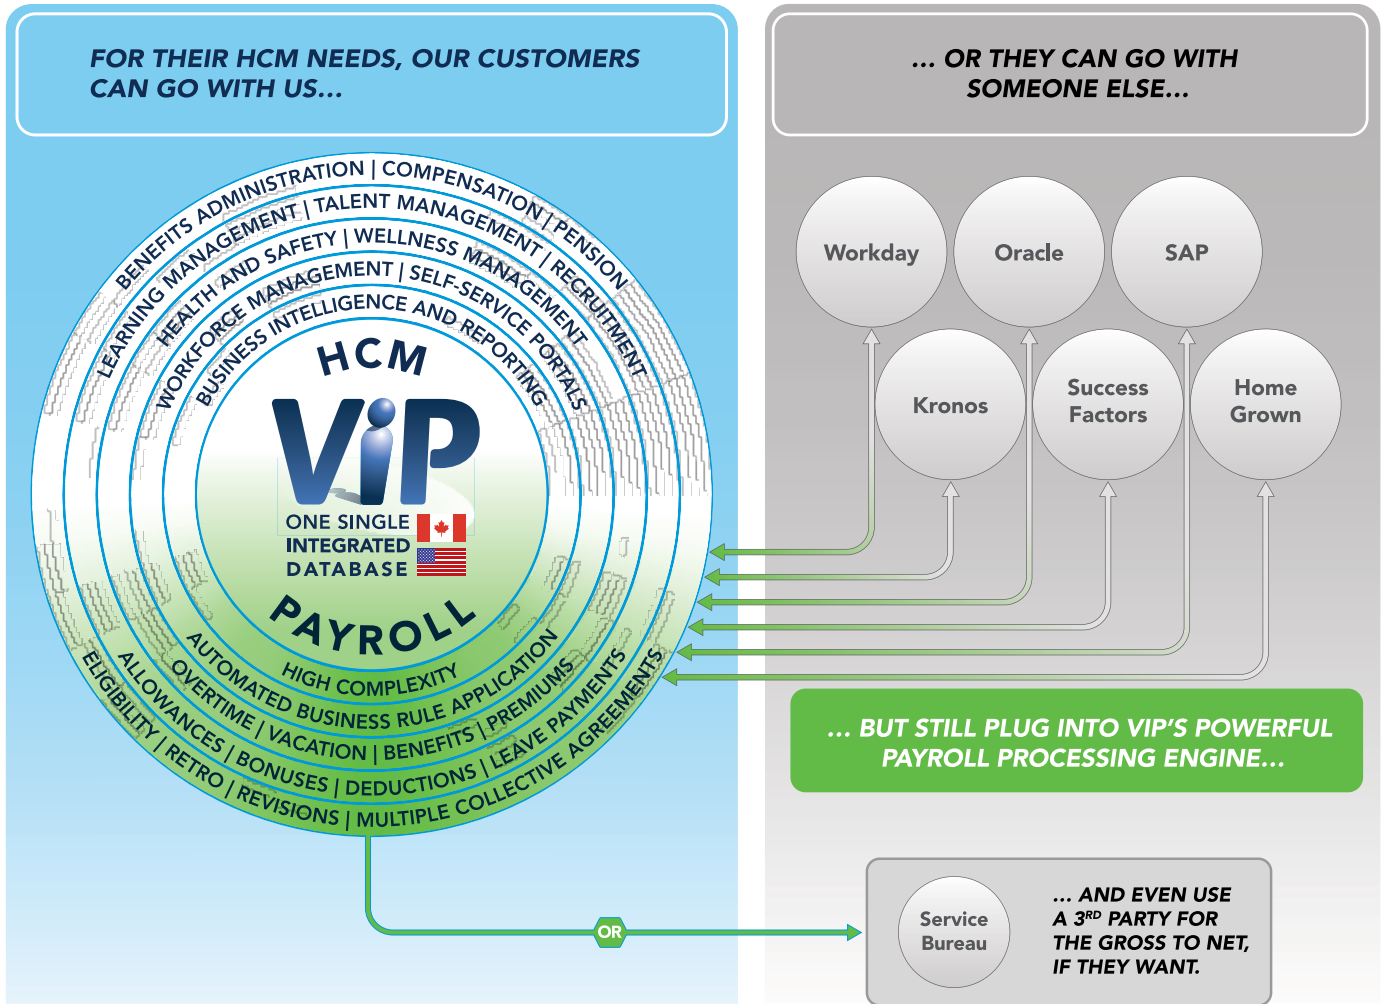 FOR THEIR HCM NEEDS, OUR CUSTOMERS
CAN GO WITH US...
BENEFITS ADMINISTRATION | COMPENSATION | PENSION
LEARNING MANAGEMENT | TALENT MANAGEMENT | RECRUITMENT
HEALTH AND SAFETY | WELLNESS MANAGEMENT
WORKFORCE MANAGEMENT | SELF-SERVICE PORTALS
BUSINESS INTELLIGENCE AND REPORTING
HCM
ViP
ONE SINGLE
INTEGRATED
DATABASE
PAYROLL
HIGH COMPLEXITY
AUTOMATED BUSINESS RULE APPLICATION
OVERTIME | VACATION | BENEFITS | PREMIUMS
ALLOWANCES | BONUSES | DEDUCTIONS | LEAVE PAYMENTS
ELIGIBILITY | RETRO | REVISIONS | MULTIPLE COLLECTIVE AGREEMENTS
OR
... OR THEY CAN GO WITH
SOMEONE ELSE...
Workday
Oracle
SAP
Kronos
Success
Factors
Home
Grown
... BUT STILL PLUG INTO VIP'S POWERFUL
PAYROLL PROCESSING ENGINE...
Service
Bureau
... AND EVEN USE
A 3RD PARTY FOR
THE GROSS TO NET,
IF THEY WANT.